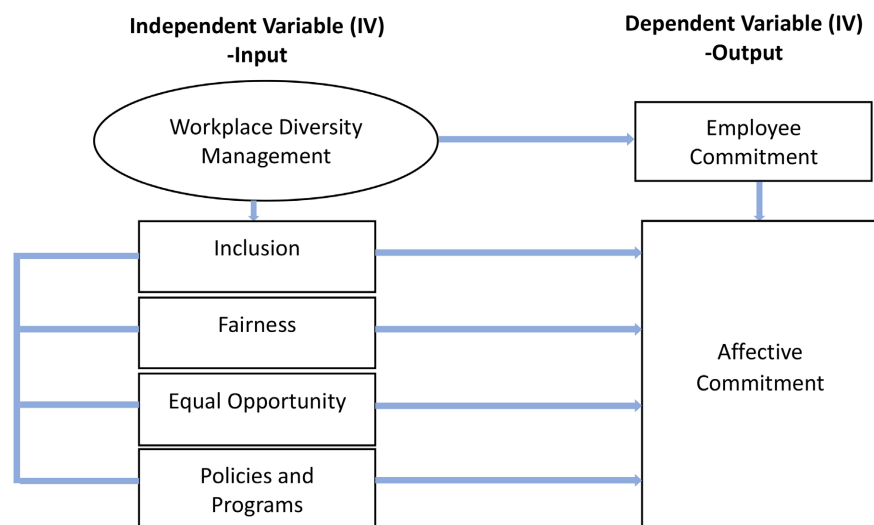 Independent Variable (IV)
-Input
Dependent Variable (IV)
-Output
Workplace Diversity
Management
Employee
Commitment
Inclusion
Fairness
Equal Opportunity
Policies and
Programs
Affective
Commitment